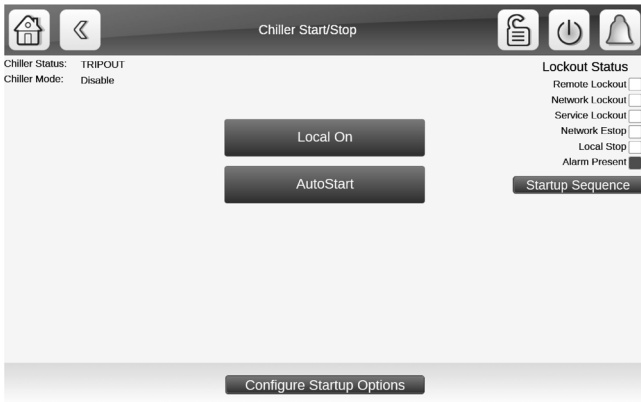 Chiller Start/Stop
Chiller Status: TRIPOUT
Chiller Mode: Disable
Lockout Status
Remote Lockout
Network Lockout
Service Lockout
Network Estop
Local Stop
Alarm Present
Local On
AutoStart
Startup Sequence
Configure Startup Options